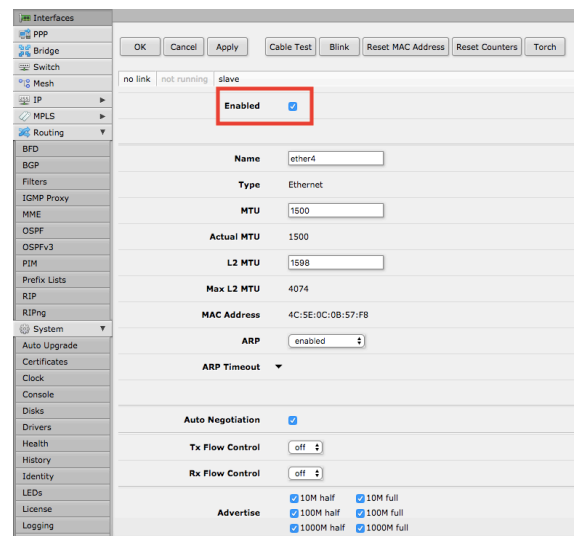 Interfaces
PPP
Bridge
Switch
Mesh
IP
MPLS
Routing
BFD
BGP
Filters
IGMP Proxy
MME
OSPF
OSPFv3
PIM
Prefix Lists
RIP
RIPng
System
Auto Upgrade
Certificates
Clock
Console
Disks
Drivers
Health
History
Identity
LEDs
License
Logging
OK Cancel Apply Cable Test Blink Reset MAC Address Reset Counters Torch
no link not running slave
Enabled
Name ether4
Type Ethernet
MTU 1500
Actual MTU 1500
L2 MTU 1598
Max L2 MTU 4074
MAC Address 4C:5E:0C:0B:57:F8
ARP enabled
ARP Timeout
Auto Negotiation
Tx Flow Control off
Rx Flow Control off
10M half 10M full
Advertise 100M half 100M full
1000M half 1000M full